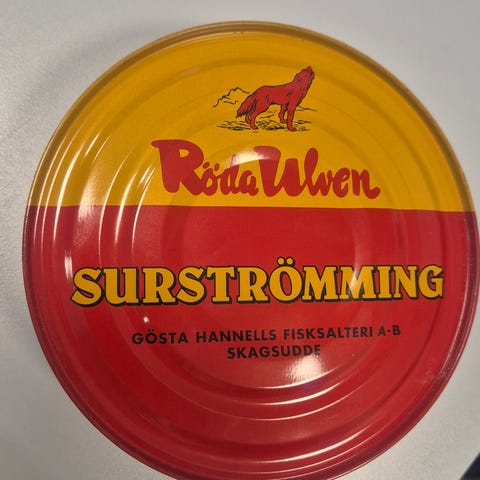 Röda Ulven
SURSTRÖMMING
GÖSTA HANNELLS FISKSALTERI A-B
SKAGSUDDE